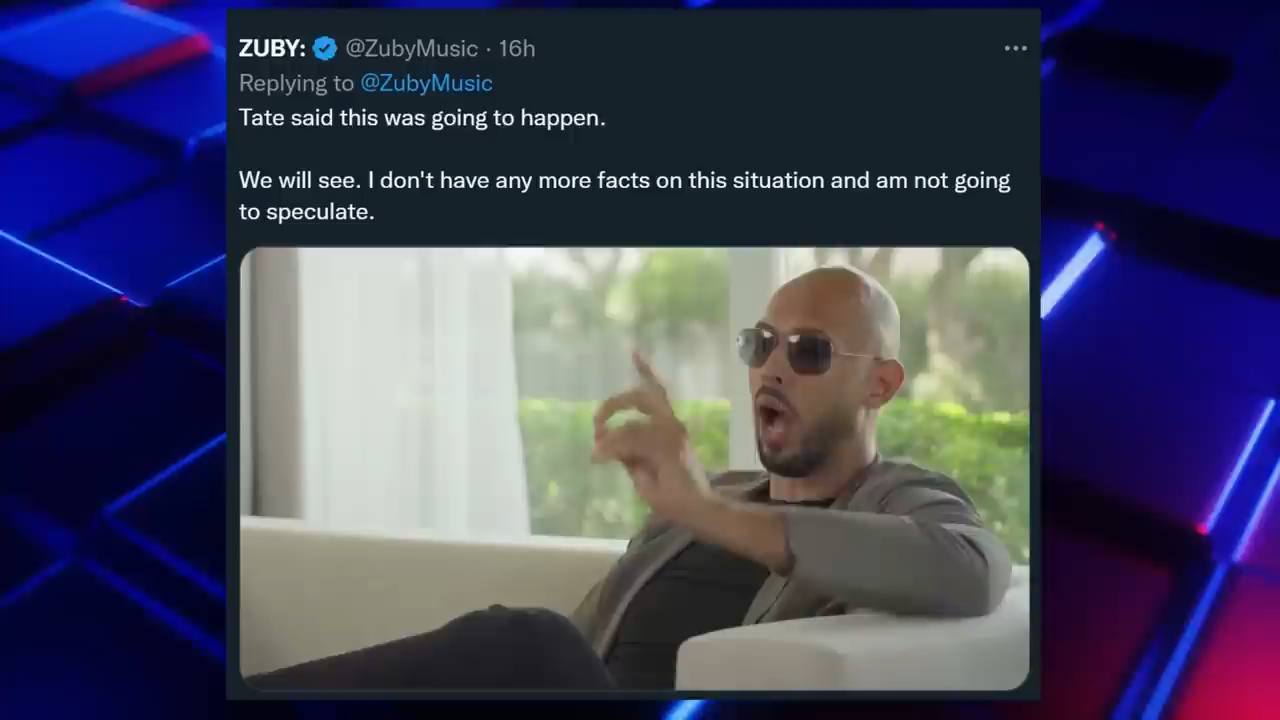 ZUBY: @ZubyMusic · 16h
Replying to @ZubyMusic
Tate said this was going to happen.
We will see. I don't have any more facts on this situation and am not going
to speculate.